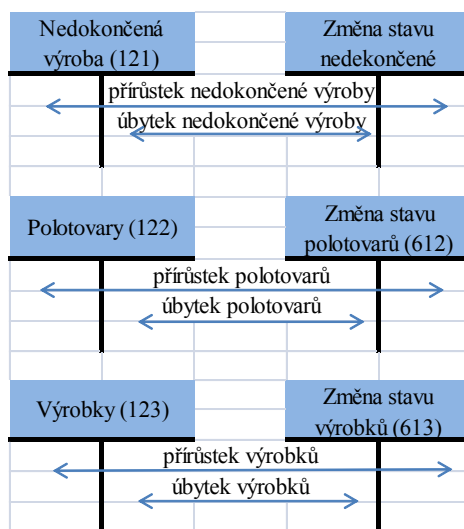 Nedokončená
výroba (121)
Změna stavu
nedekončené
přírůstek nedokončené výroby
úbytek nedokončené výroby
Polotovary (122)
Změna stavu
polotovarů (612)
přírůstek polotovarů
úbytek polotovarů
Výrobky (123)
Změna stavu
výrobků (613)
přírůstek výrobků
úbytek výrobků